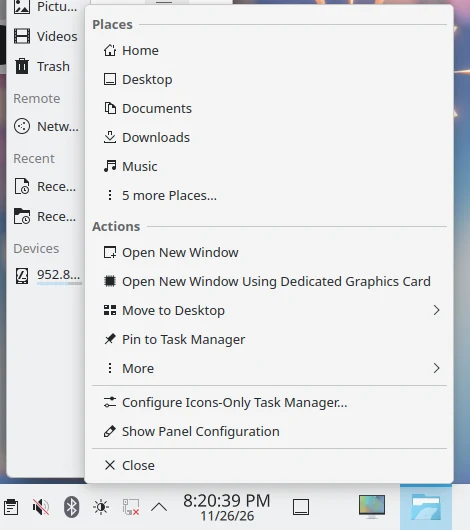 Pictu...
Videos
Trash
Remote
Netw...
Recent
Rece...
Rece...
Devices
952.8...
Places
Home
Desktop
Documents
Downloads
Music
5 more Places...
Actions
Open New Window
Open New Window Using Dedicated Graphics Card
Move to Desktop
Pin to Task Manager
More
Configure Icons-Only Task Manager...
Show Panel Configuration
Close
8:20:39 PM
11/26/26